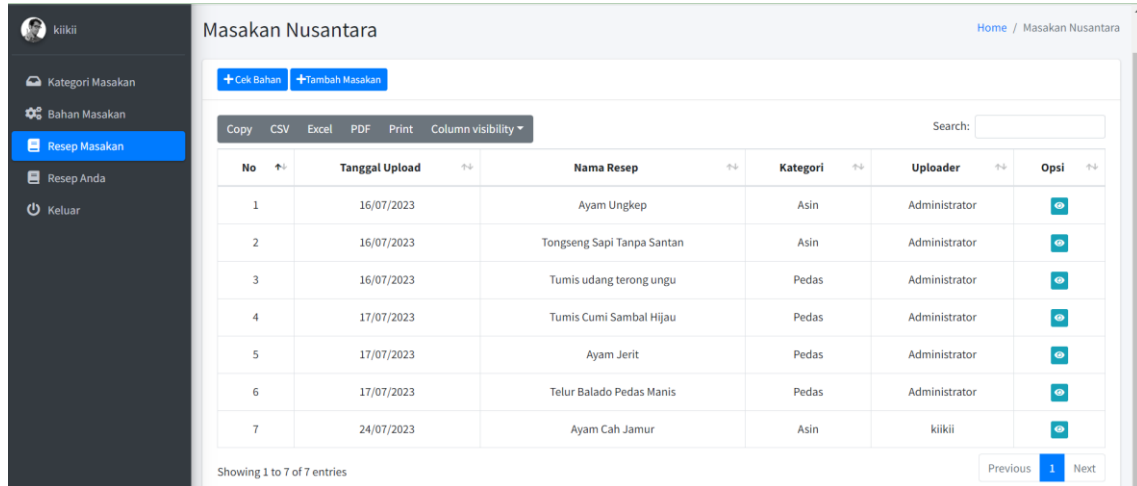 kiikii
Masakan Nusantara
Home / Masakan Nusantara
Kategori Masakan
Bahan Masakan
Resep Masakan
Resep Anda
Keluar
Cek Bahan Tambah Masakan
Copy CSV Excel PDF Print Column visibility
Search:
No Tanggal Upload Nama Resep Kategori Uploader Opsi
1 16/07/2023 Ayam Ungkep Asin Administrator
2 16/07/2023 Tongseng Sapi Tanpa Santan Asin Administrator
3 16/07/2023 Tumis udang terong ungu Pedas Administrator
4 17/07/2023 Tumis Cumi Sambal Hijau Pedas Administrator
5 17/07/2023 Ayam Jerit Pedas Administrator
6 17/07/2023 Telur Balado Pedas Manis Pedas Administrator
7 24/07/2023 Ayam Cah Jamur Asin kiikii
Showing 1 to 7 of 7 entries
Previous 1 Next